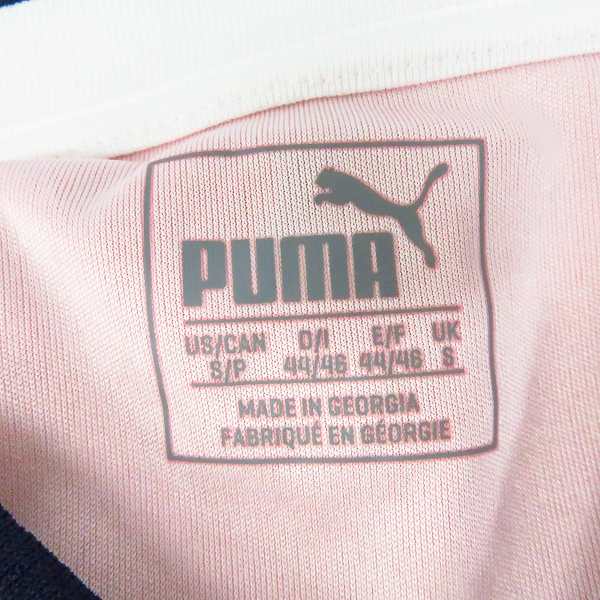 PUMA
US/CAN D/I E/F UK
S/P 44/46 44/46 S
MADE IN GEORGIA
FABRIQUÉ EN GÉORGIE